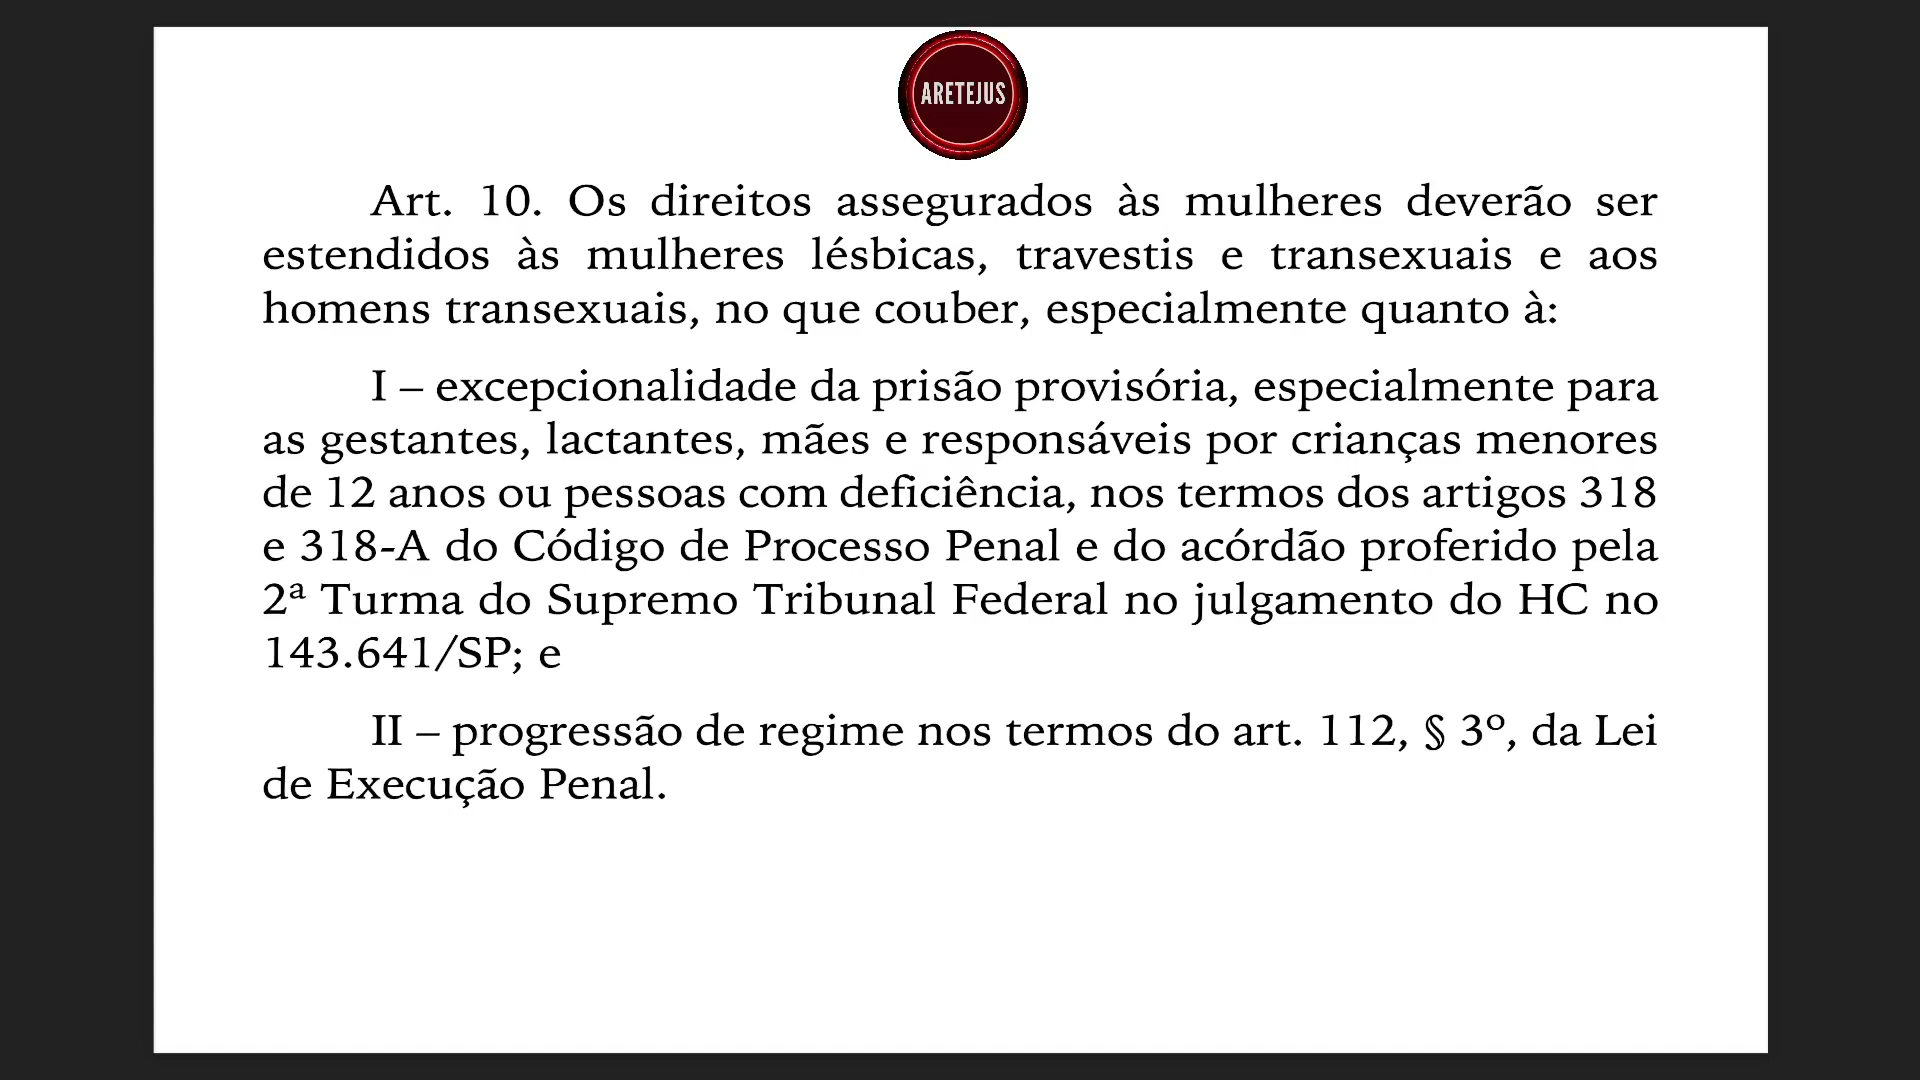 ARETEJUS
Art. 10. Os direitos assegurados às mulheres deverão ser
estendidos às mulheres lésbicas, travestis e transexuais e aos
homens transexuais, no que couber, especialmente quanto à:
I – excepcionalidade da prisão provisória, especialmente para
as gestantes, lactantes, mães e responsáveis por crianças menores
de 12 anos ou pessoas com deficiência, nos termos dos artigos 318
e 318-A do Código de Processo Penal e do acórdão proferido pela
2ª Turma do Supremo Tribunal Federal no julgamento do HC no
143.641/SP; e
II – progressão de regime nos termos do art. 112, § 3º, da Lei
de Execução Penal.